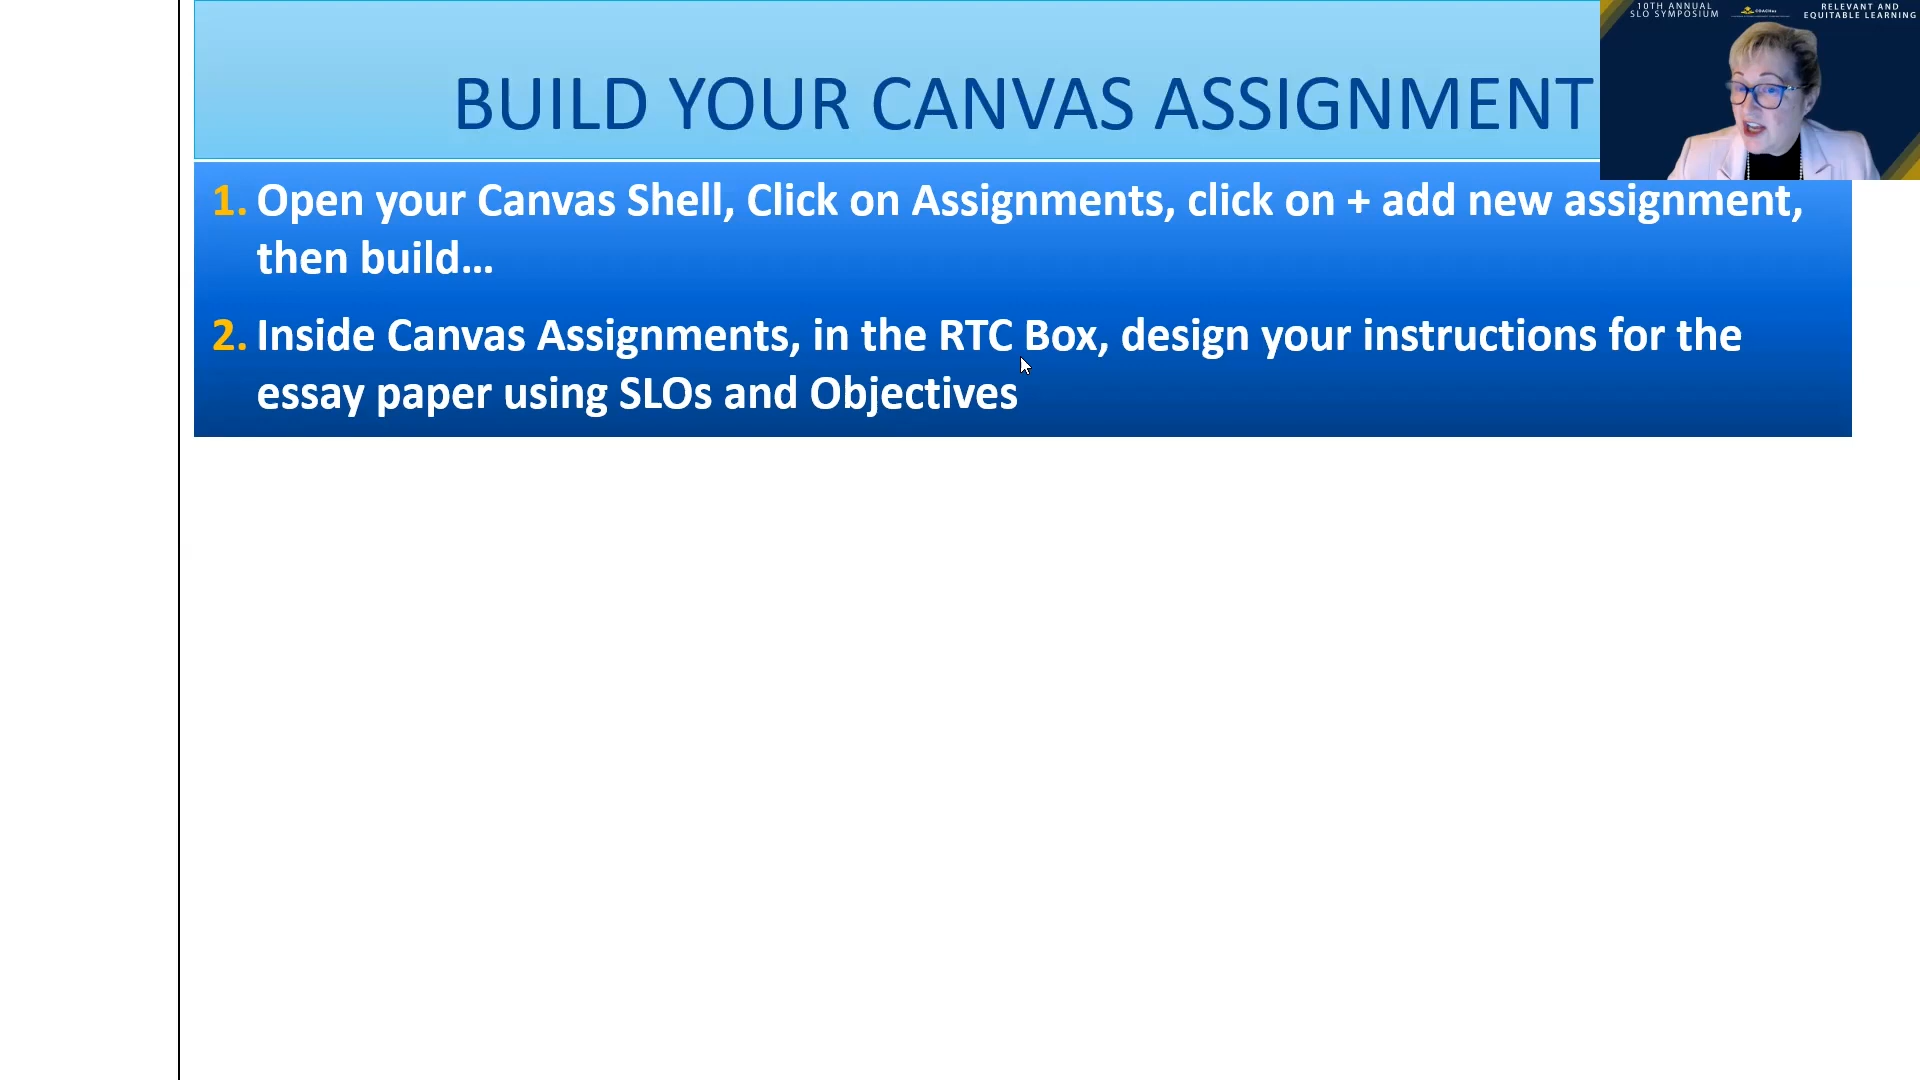 10TH ANNUAL
SLO SYMPOSIUM
COACHes
RELEVANT AND
EQUITABLE LEARNING
BUILD YOUR CANVAS ASSIGNMENT
1. Open your Canvas Shell, Click on Assignments, click on + add new assignment,
then build...
2. Inside Canvas Assignments, in the RTC Box, design your instructions for the
essay paper using SLOs and Objectives